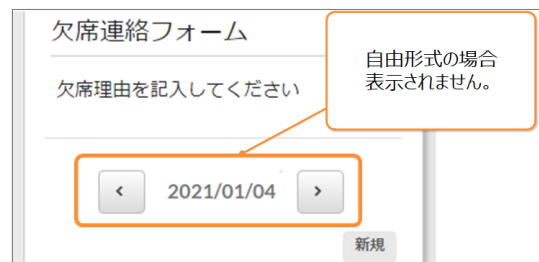 欠席連絡フォーム
自由形式の場合
表示されません。
欠席理由を記入してください
< 2021/01/04 >
新規